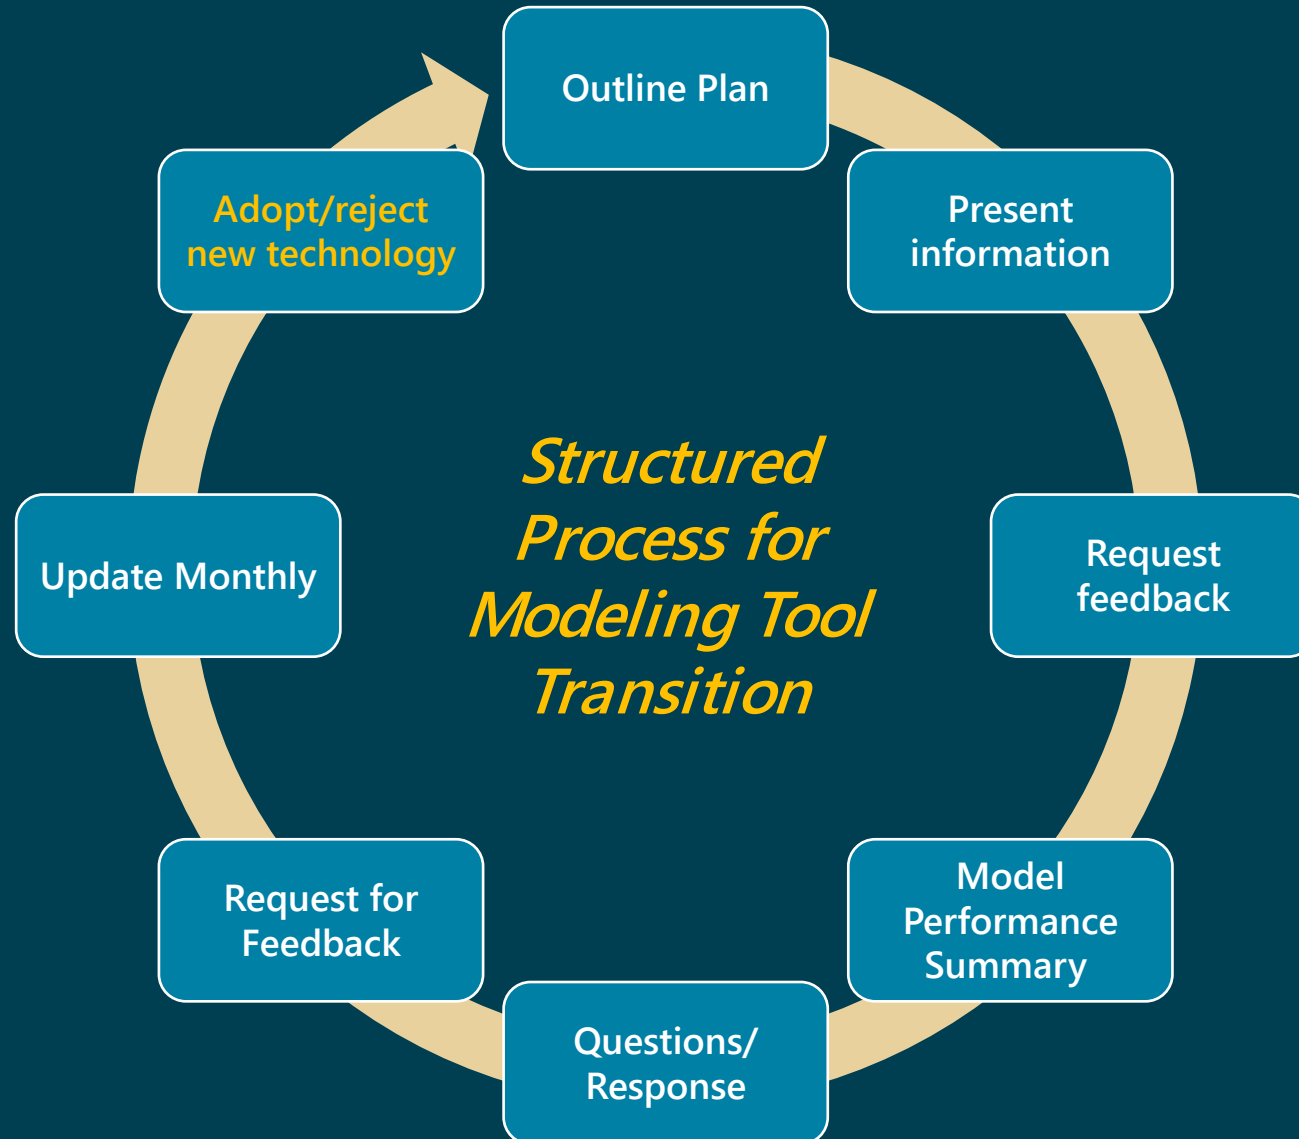 Outline Plan
Present
information
Request
feedback
Model
Performance
Summary
Questions/
Response
Request for
Feedback
Update Monthly
Adopt/reject
new technology
Structured
Process for
Modeling Tool
Transition